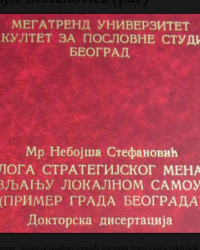 МЕГАТРЕНД УНИВЕРЗИТЕТ
АКУЛТЕТ ЗА ПОСЛОВНЕ СТУДИ
БЕОГРАД
Мр Небојша Стефановић
ЛОГА СТРАТЕГИЈСКОГ МЕНА
ВЉАЊУ ЛОКАЛНОМ САМОУ
(ПРИМЕР ГРАДА БЕОГРАДА
Докторска дисертација